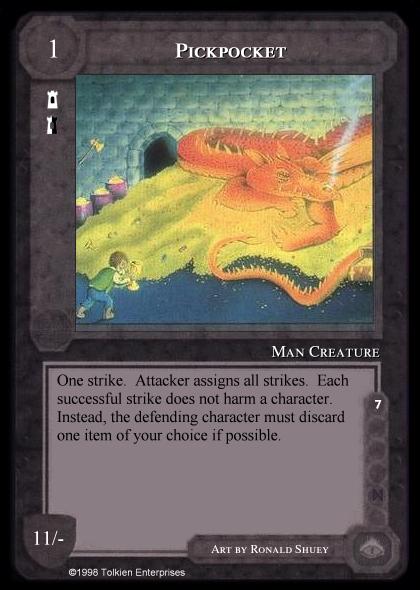 1
PICKPOCKET
MAN CREATURE
One strike. Attacker assigns all strikes. Each
successful strike does not harm a character.
Instead, the defending character must discard
one item of your choice if possible.
7
N
11/-
ART BY RONALD SHUEY
©1998 Tolkien Enterprises